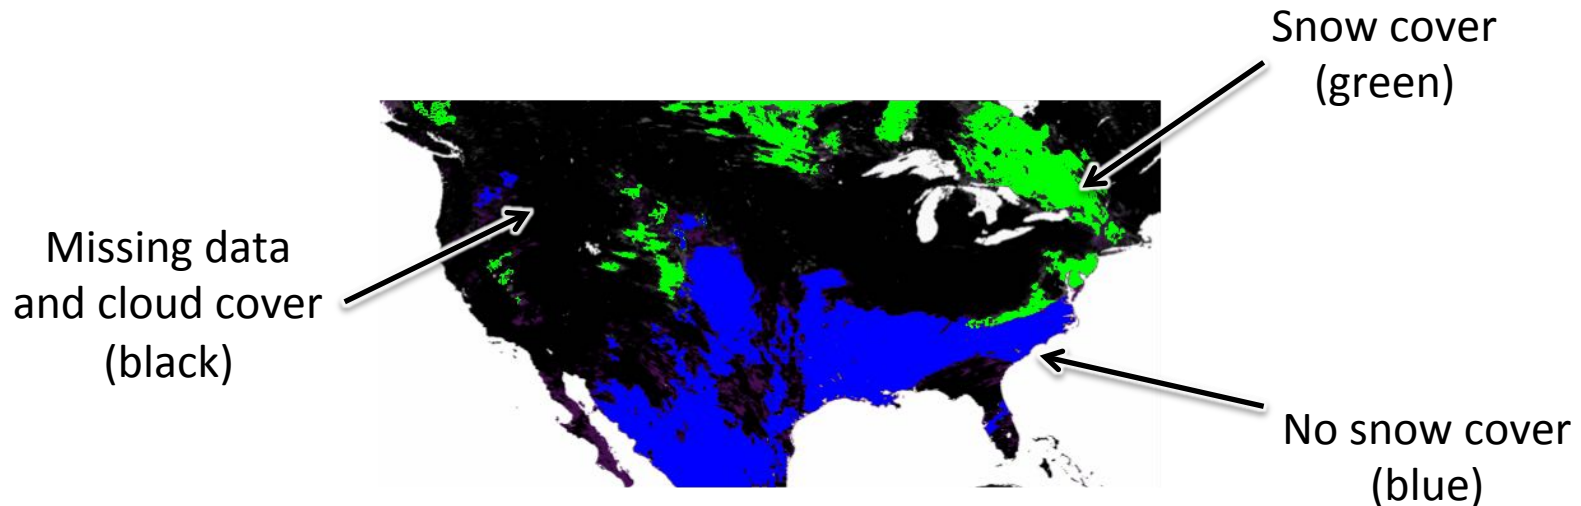 Snow cover
(green)
Missing data
and cloud cover
(black)
No snow cover
(blue)